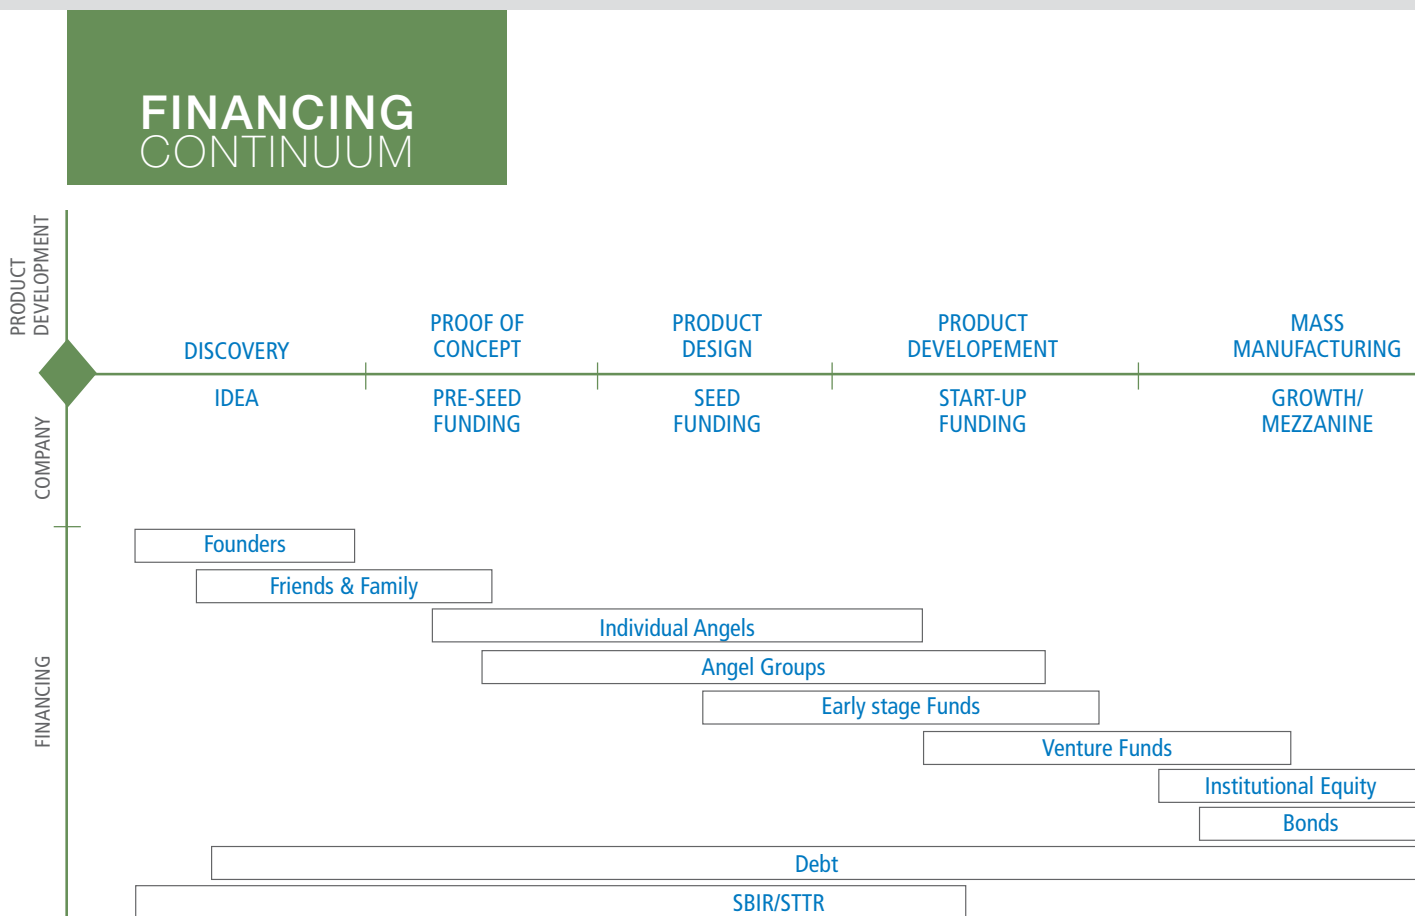 FINANCING
CONTINUUM
PRODUCT
DEVELOPMENT
DISCOVERY
PROOF OF
CONCEPT
PRODUCT
DESIGN
PRODUCT
DEVELOPEMENT
MASS
MANUFACTURING
COMPANY
IDEA
PRE-SEED
FUNDING
SEED
FUNDING
START-UP
FUNDING
GROWTH/
MEZZANINE
FINANCING
Founders
Friends & Family
Individual Angels
Angel Groups
Early stage Funds
Venture Funds
Institutional Equity
Bonds
Debt
SBIR/STTR